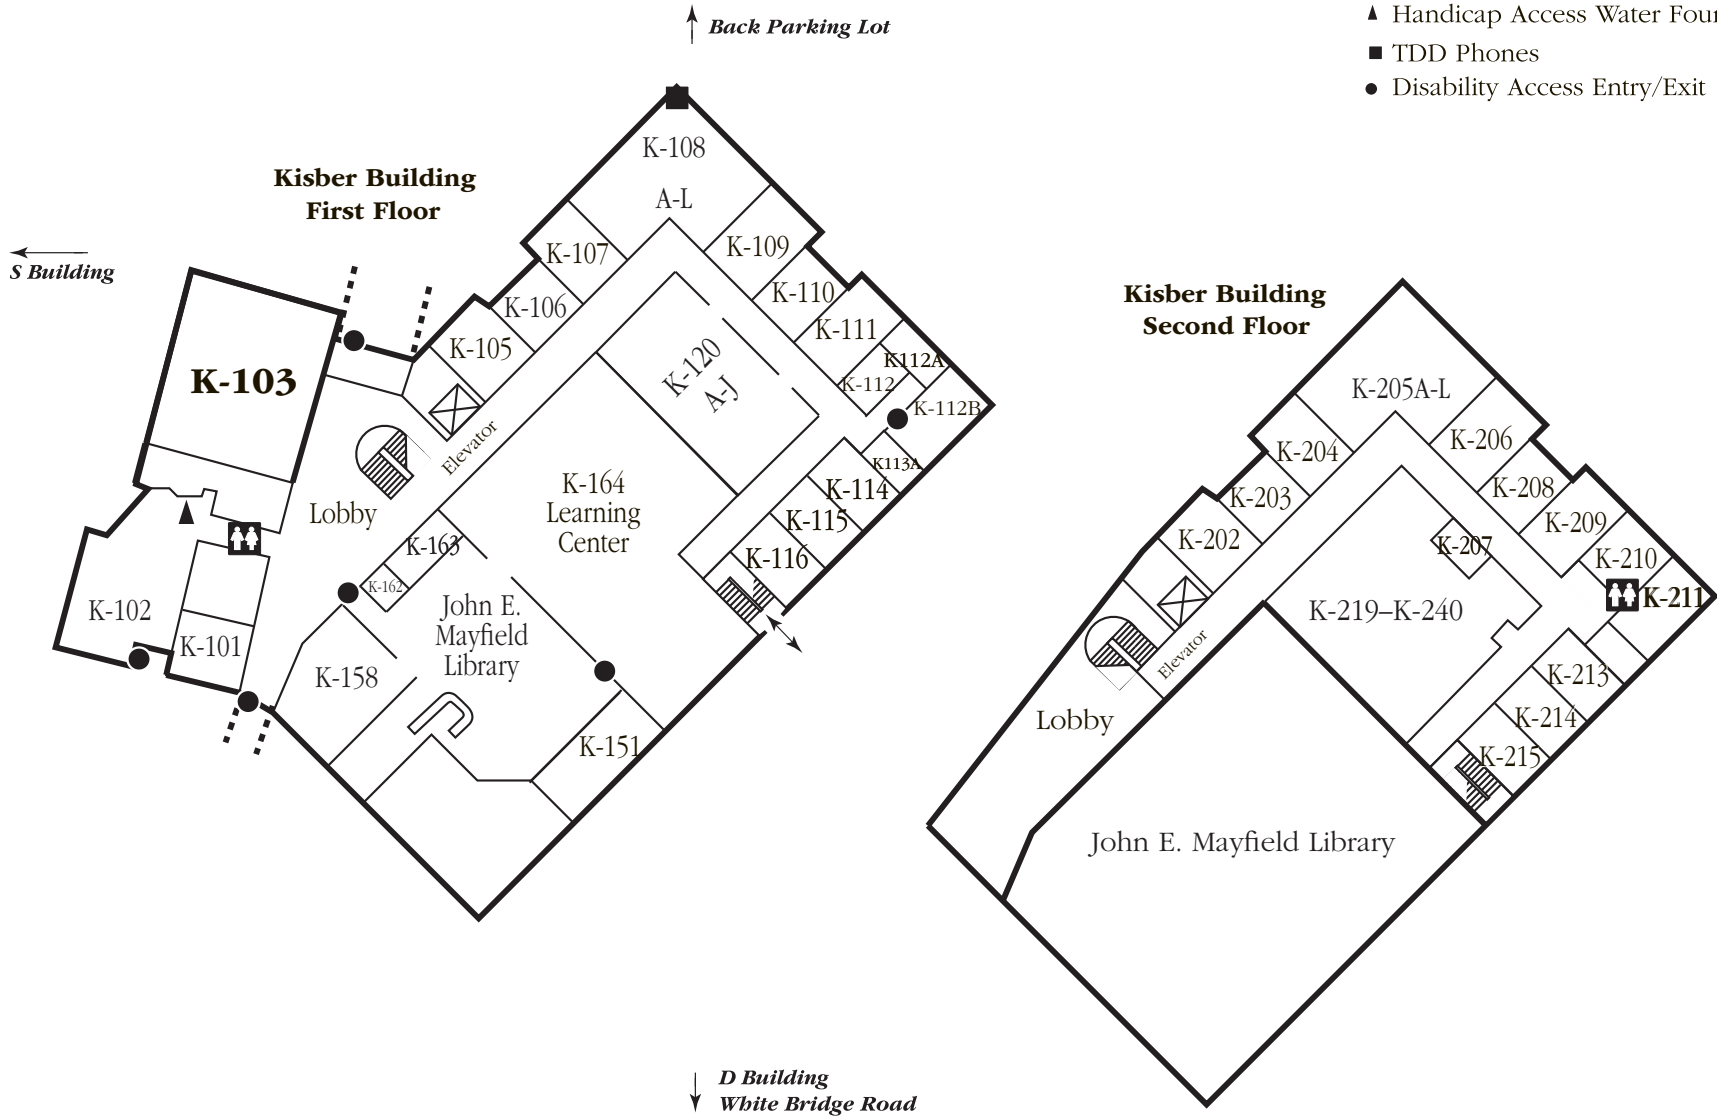 Back Parking Lot
Handicap Access Water Foun
TDD Phones
Disability Access Entry/Exit
Kisber Building
First Floor
S Building
K-108
A-L
K-107
K-109
K-106
K-110
K-105
K-111
K-103
K-120
A-J
K112A
K-112
K-112B
Elevator
K113A
K-114
K-115
K-116
Lobby
K-164
Learning
Center
K-163
K-162
K-102
K-101
John E.
Mayfield
Library
K-158
K-151
Kisber Building
Second Floor
K-205A-L
K-204
K-206
K-203
K-208
K-202
K-209
K-207
K-210
K-211
K-219–K-240
Elevator
K-213
Lobby
K-214
K-215
John E. Mayfield Library
D Building
White Bridge Road